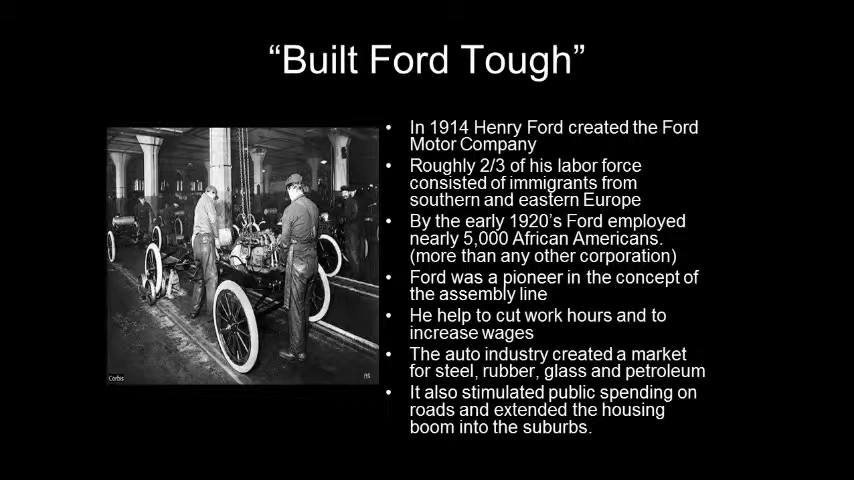 “Built Ford Tough”
• In 1914 Henry Ford created the Ford
Motor Company
• Roughly 2/3 of his labor force
consisted of immigrants from
southern and eastern Europe
• By the early 1920’s Ford employed
nearly 5,000 African Americans.
(more than any other corporation)
• Ford was a pioneer in the concept of
the assembly line
• He help to cut work hours and to
increase wages
• The auto industry created a market
for steel, rubber, glass and petroleum
• It also stimulated public spending on
roads and extended the housing
boom into the suburbs.
Corbis